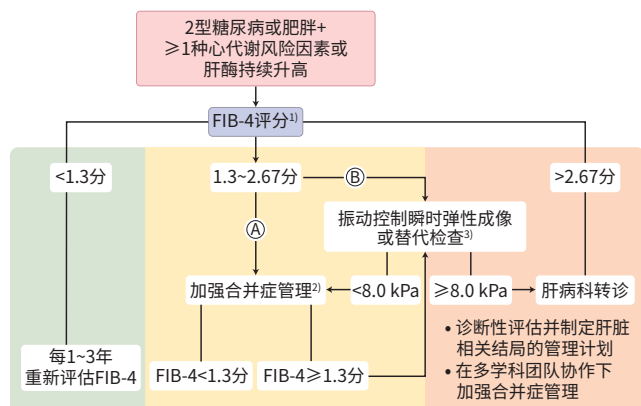 2型糖尿病或肥胖+
≥1种心代谢风险因素或
肝酶持续升高
FIB-4评分1)
<1.3分
1.3~2.67分
Ⓑ
>2.67分
Ⓐ
振动控制瞬时弹性成像
或替代检查3)
加强合并症管理2)
<8.0 kPa
≥8.0 kPa
肝病科转诊
每1~3年
重新评估FIB-4
FIB-4<1.3分
FIB-4≥1.3分
• 诊断性评估并制定肝脏
相关结局的管理计划
• 在多学科团队协作下
加强合并症管理